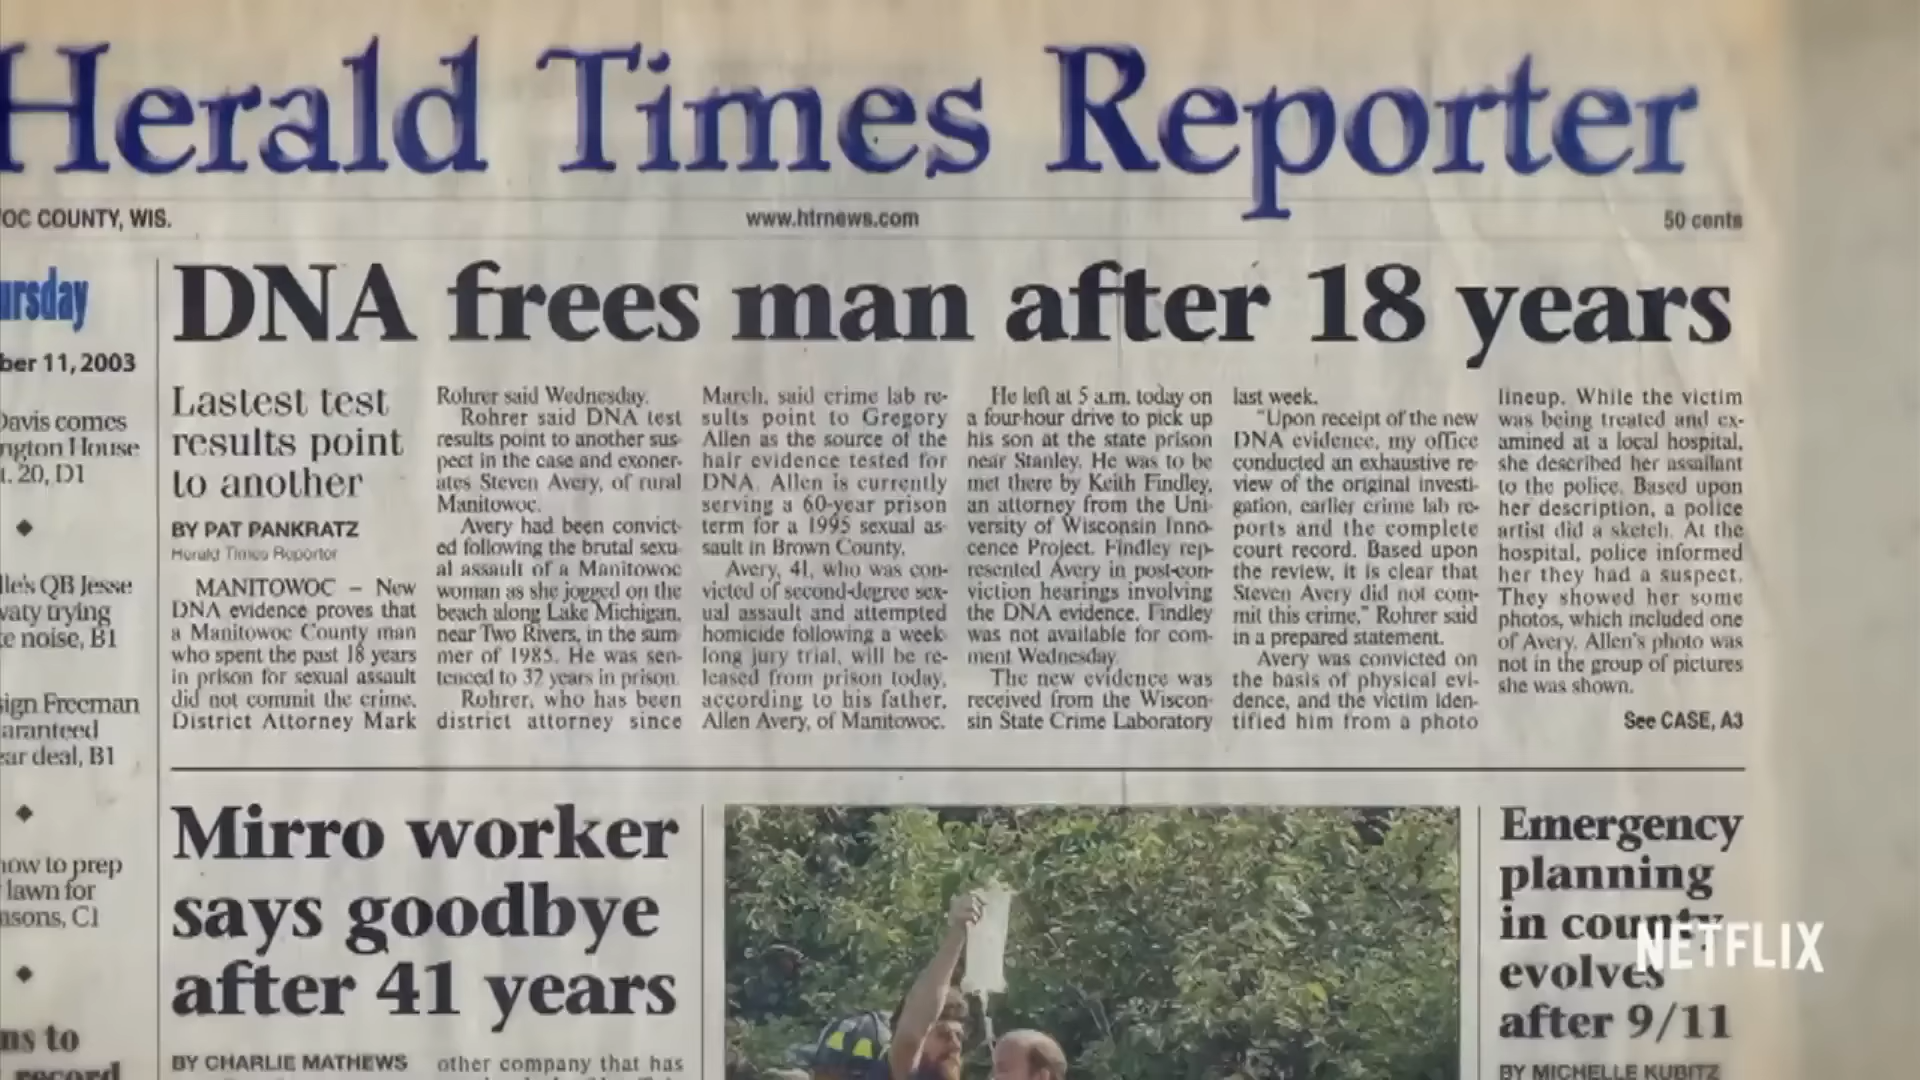 Herald Times Reporter
OC COUNTY, WIS.
www.htrnews.com
50 cents
ursday
ber 11, 2003
Davis comes
ngton House
t. 20, D1
lle's QB Jesse
vaty trying
e noise, B1
sign Freeman
aranteed
ear deal, B1
now to prep
lawn for
asons, C1
ns to
record
DNA frees man after 18 years
Lastest test
results point
to another
BY PAT PANKRATZ
Herald Times Reporter
MANITOWOC – New
DNA evidence proves that
a Manitowoc County man
who spent the past 18 years
in prison for sexual assault
did not commit the crime,
District Attorney Mark
Rohrer said Wednesday.
Rohrer said DNA test
results point to another sus-
pect in the case and exoner-
ates Steven Avery, of rural
Manitowoc.
Avery had been convict-
ed following the brutal sexu-
al assault of a Manitowoc
woman as she jogged on the
beach along Lake Michigan,
near Two Rivers, in the sum-
mer of 1985. He was sen-
tenced to 32 years in prison.
Rohrer, who has been
district attorney since
March, said crime lab re-
sults point to Gregory
Allen as the source of the
hair evidence tested for
DNA. Allen is currently
serving a 60-year prison
term for a 1995 sexual as-
sault in Brown County.
Avery, 41, who was con-
victed of second-degree sex-
ual assault and attempted
homicide following a week-
long jury trial, will be re-
leased from prison today,
according to his father,
Allen Avery, of Manitowoc.
He left at 5 a.m. today on
a four-hour drive to pick up
his son at the state prison
near Stanley. He was to be
met there by Keith Findley,
an attorney from the Uni-
versity of Wisconsin Inno-
cence Project. Findley rep-
resented Avery in post-con-
viction hearings involving
the DNA evidence. Findley
was not available for com-
ment Wednesday.
The new evidence was
received from the Wiscon-
sin State Crime Laboratory
last week.
"Upon receipt of the new
DNA evidence, my office
conducted an exhaustive re-
view of the original investi-
gation, earlier crime lab re-
ports and the complete
court record. Based upon
the review, it is clear that
Steven Avery did not com-
mit this crime," Rohrer said
in a prepared statement.
Avery was convicted on
the basis of physical evi-
dence, and the victim iden-
tified him from a photo
lineup. While the victim
was being treated and ex-
amined at a local hospital,
she described her assailant
to the police. Based upon
her description, a police
artist did a sketch. At the
hospital, police informed
her they had a suspect.
They showed her some
photos, which included one
of Avery. Allen's photo was
not in the group of pictures
she was shown.
See CASE, A3
Mirro worker
says goodbye
after 41 years
BY CHARLIE MATHEWS
other company that has
Emergency
planning
in county
evolves
after 9/11
BY MICHELLE KUBITZ
NETFLIX